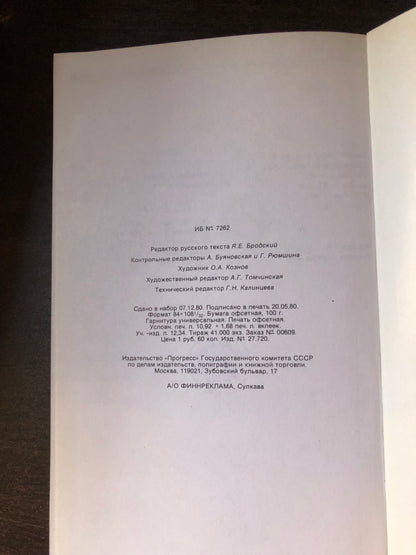 ИБ № 7262
Редактор русского текста Я.Е. Бродский
Контрольные редакторы А. Буяновская и Г. Рюмшина
Художник О.А. Кознов
Художественный редактор А.Г. Томчинская
Технический редактор Г.Н. Калинцева
Сдано в набор 07.12.80. Подписано в печать 20.05.80.
Формат 84×108¹/₃₂. Бумага офсетная, 100 г.
Гарнитура универсальная. Печать офсетная.
Условн. печ. л. 10,92 + 1,68 печ. л. вклеек.
Уч.-изд. л. 12,34. Тираж 41.000 экз. Заказ № 00609.
Цена 1 руб. 60 коп. Изд. № 27.720.
Издательство «Прогресс» Государственного комитета СССР
по делам издательств, полиграфии и книжной торговли.
Москва, 119021, Зубовский бульвар, 17
А/О ФИННРЕКЛАМА, Сулкава